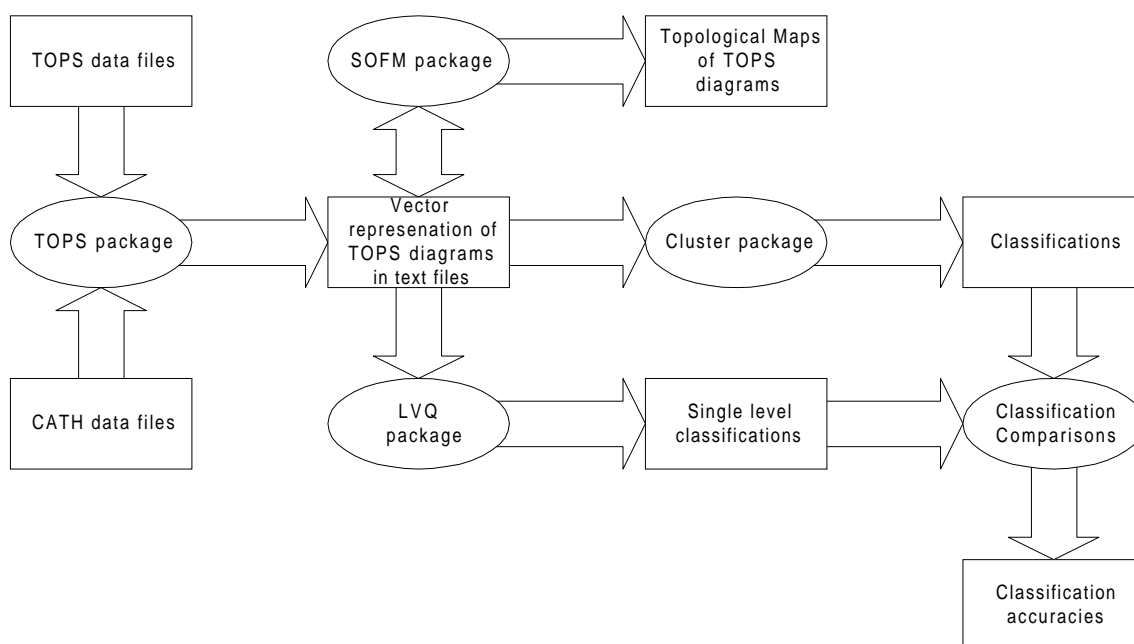 TOPS data files
SOFM package
Topological Maps
of TOPS
diagrams
TOPS package
Vector
represenation of
TOPS diagrams
in text files
Cluster package
Classifications
CATH data files
LVQ
package
Single level
classifications
Classification
Comparisons
Classification
accuracies